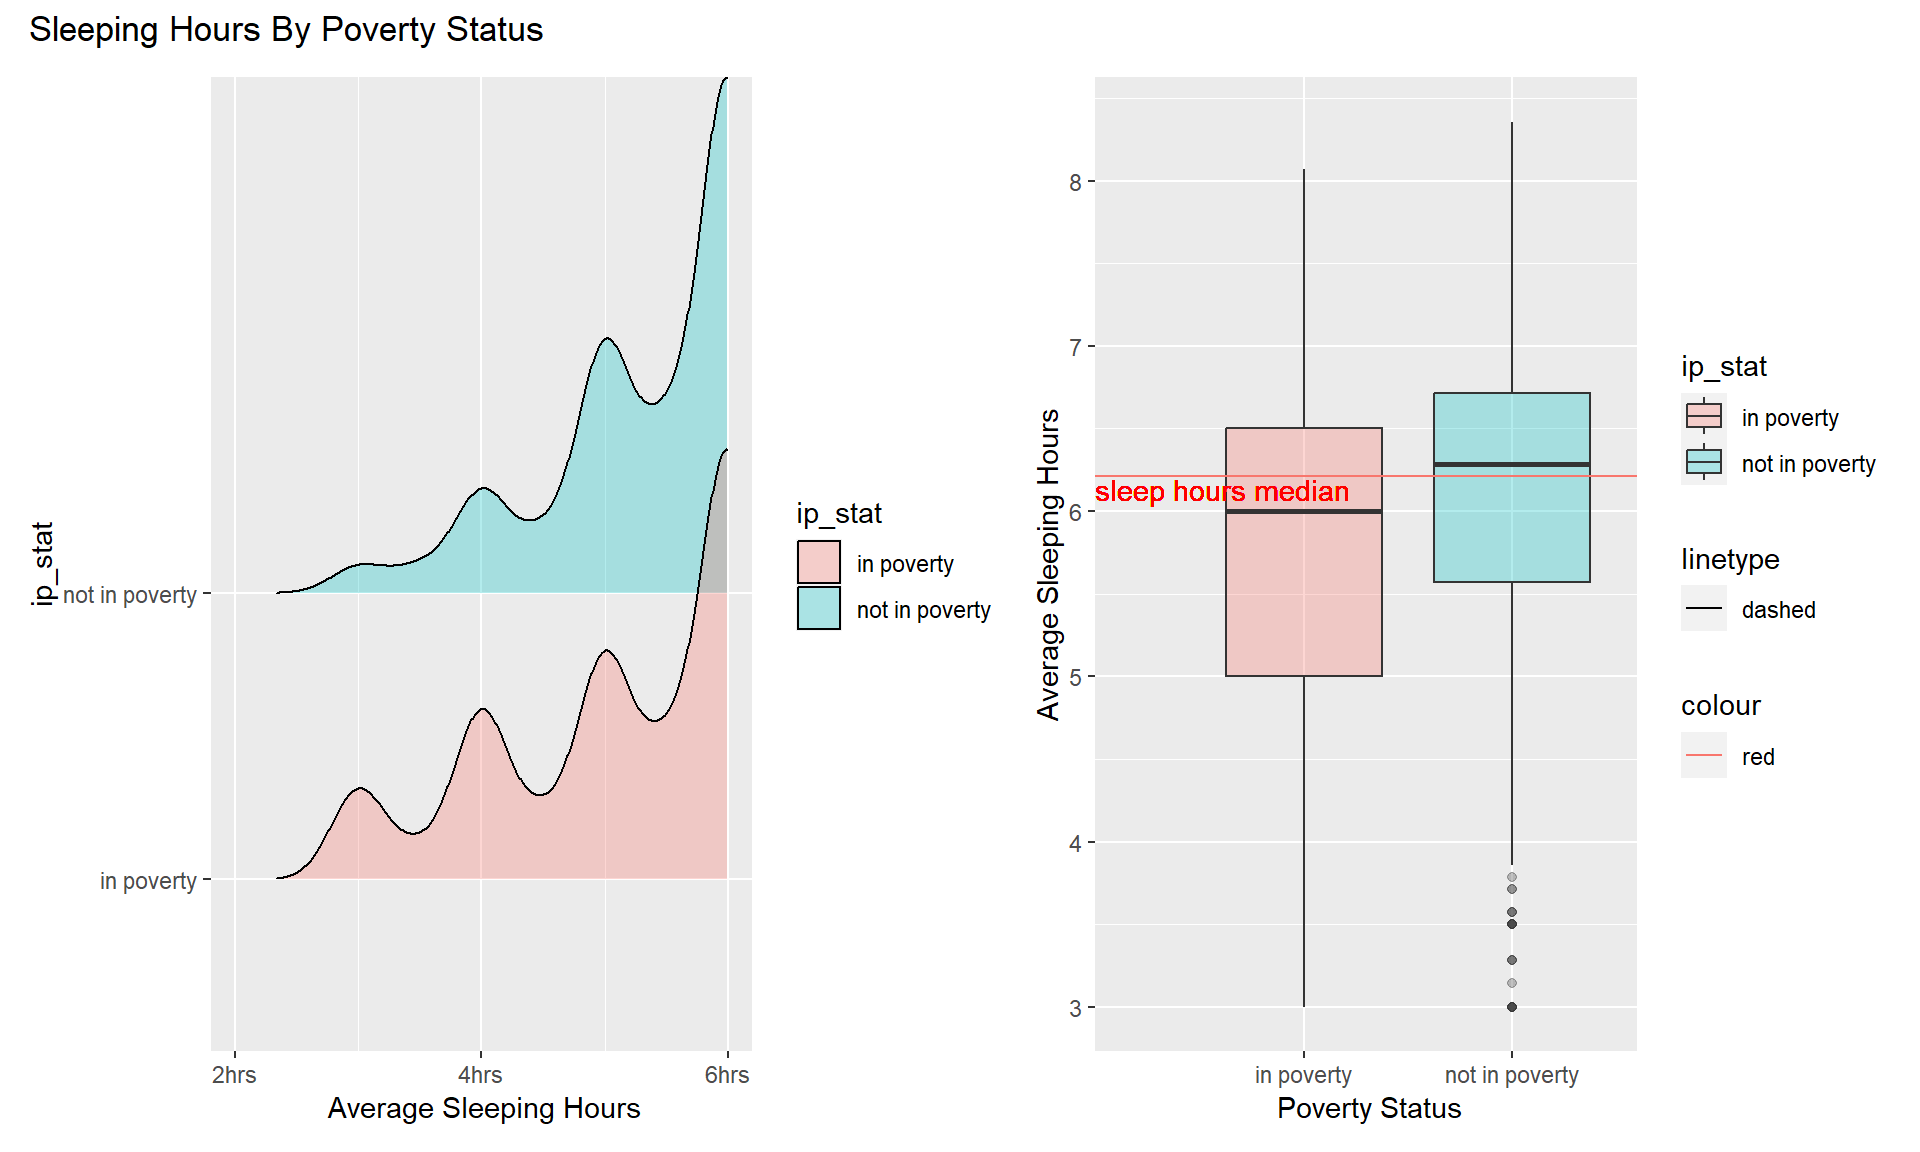 Sleeping Hours By Poverty Status
ip_stat
not in poverty
in poverty
2hrs
4hrs
6hrs
Average Sleeping Hours
ip_stat
in poverty
not in poverty
Average Sleeping Hours
8
7
6
5
4
3
sleep hours median
in poverty
not in poverty
Poverty Status
ip_stat
in poverty
not in poverty
linetype
dashed
colour
red